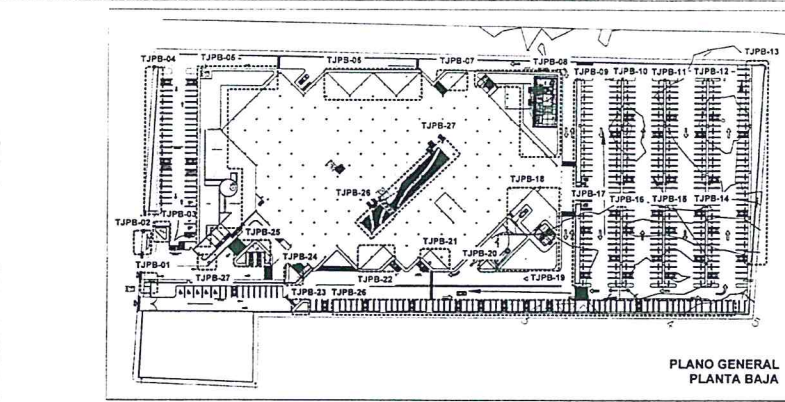 TJPB-13
TJPB-04 TJPB-05 TJPB-05 TJPB-07 TJPB-08
TJPB-09 TJPB-10 TJPB-11 TJPB-12
TJPB-27
TJPB-18
TJPB-26
TJPB-17
TJPB-16 TJPB-15 TJPB-14
TJPB-03
TJPB-02
TJPB-25
TJPB-21
TJPB-24
TJPB-20
TJPB-01
TJPB-27
TJPB-22
TJPB-19
TJPB-23 TJPB-26
PLANO GENERAL
PLANTA BAJA